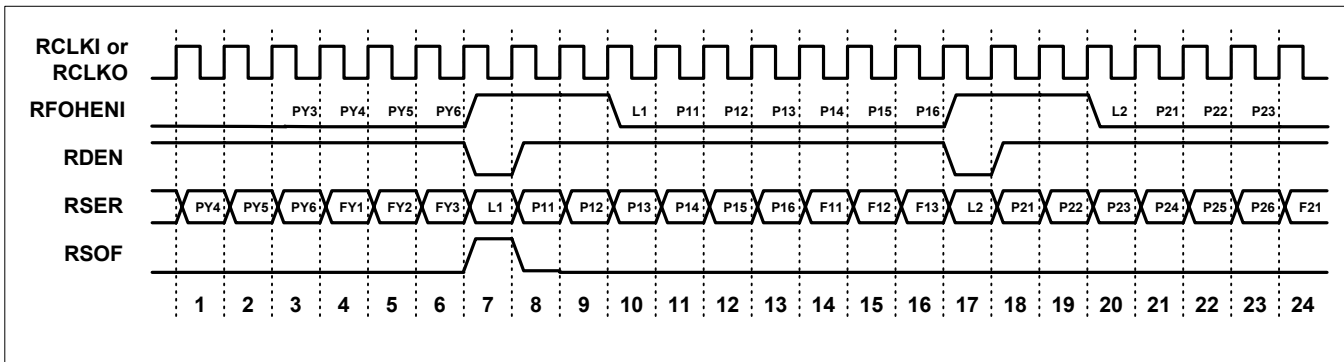 RCLKI or
RCLKO
RFOHENI PY3 PY4 PY5 PY6 L1 P11 P12 P13 P14 P15 P16 L2 P21 P22 P23
RDEN
RSER PY4 PY5 PY6 FY1 FY2 FY3 L1 P11 P12 P13 P14 P15 P16 F11 F12 F13 L2 P21 P22 P23 P24 P25 P26 F21
RSOF
1 2 3 4 5 6 7 8 9 10 11 12 13 14 15 16 17 18 19 20 21 22 23 24